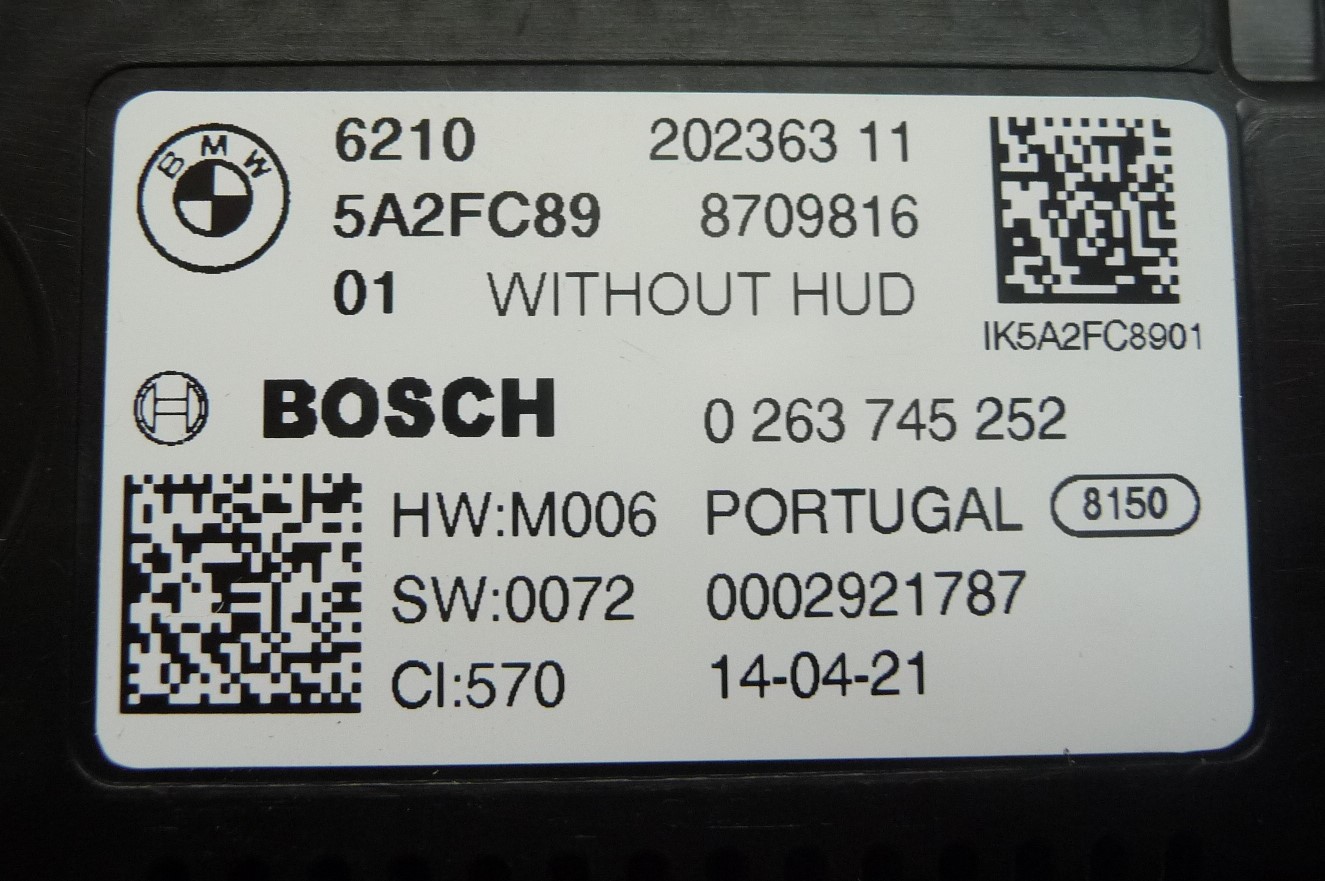 BMW
6210 202363 11
5A2FC89 8709816
01 WITHOUT HUD
IK5A2FC8901
BOSCH 0 263 745 252
HW:M006 PORTUGAL 8150
SW:0072 0002921787
CI:570 14-04-21